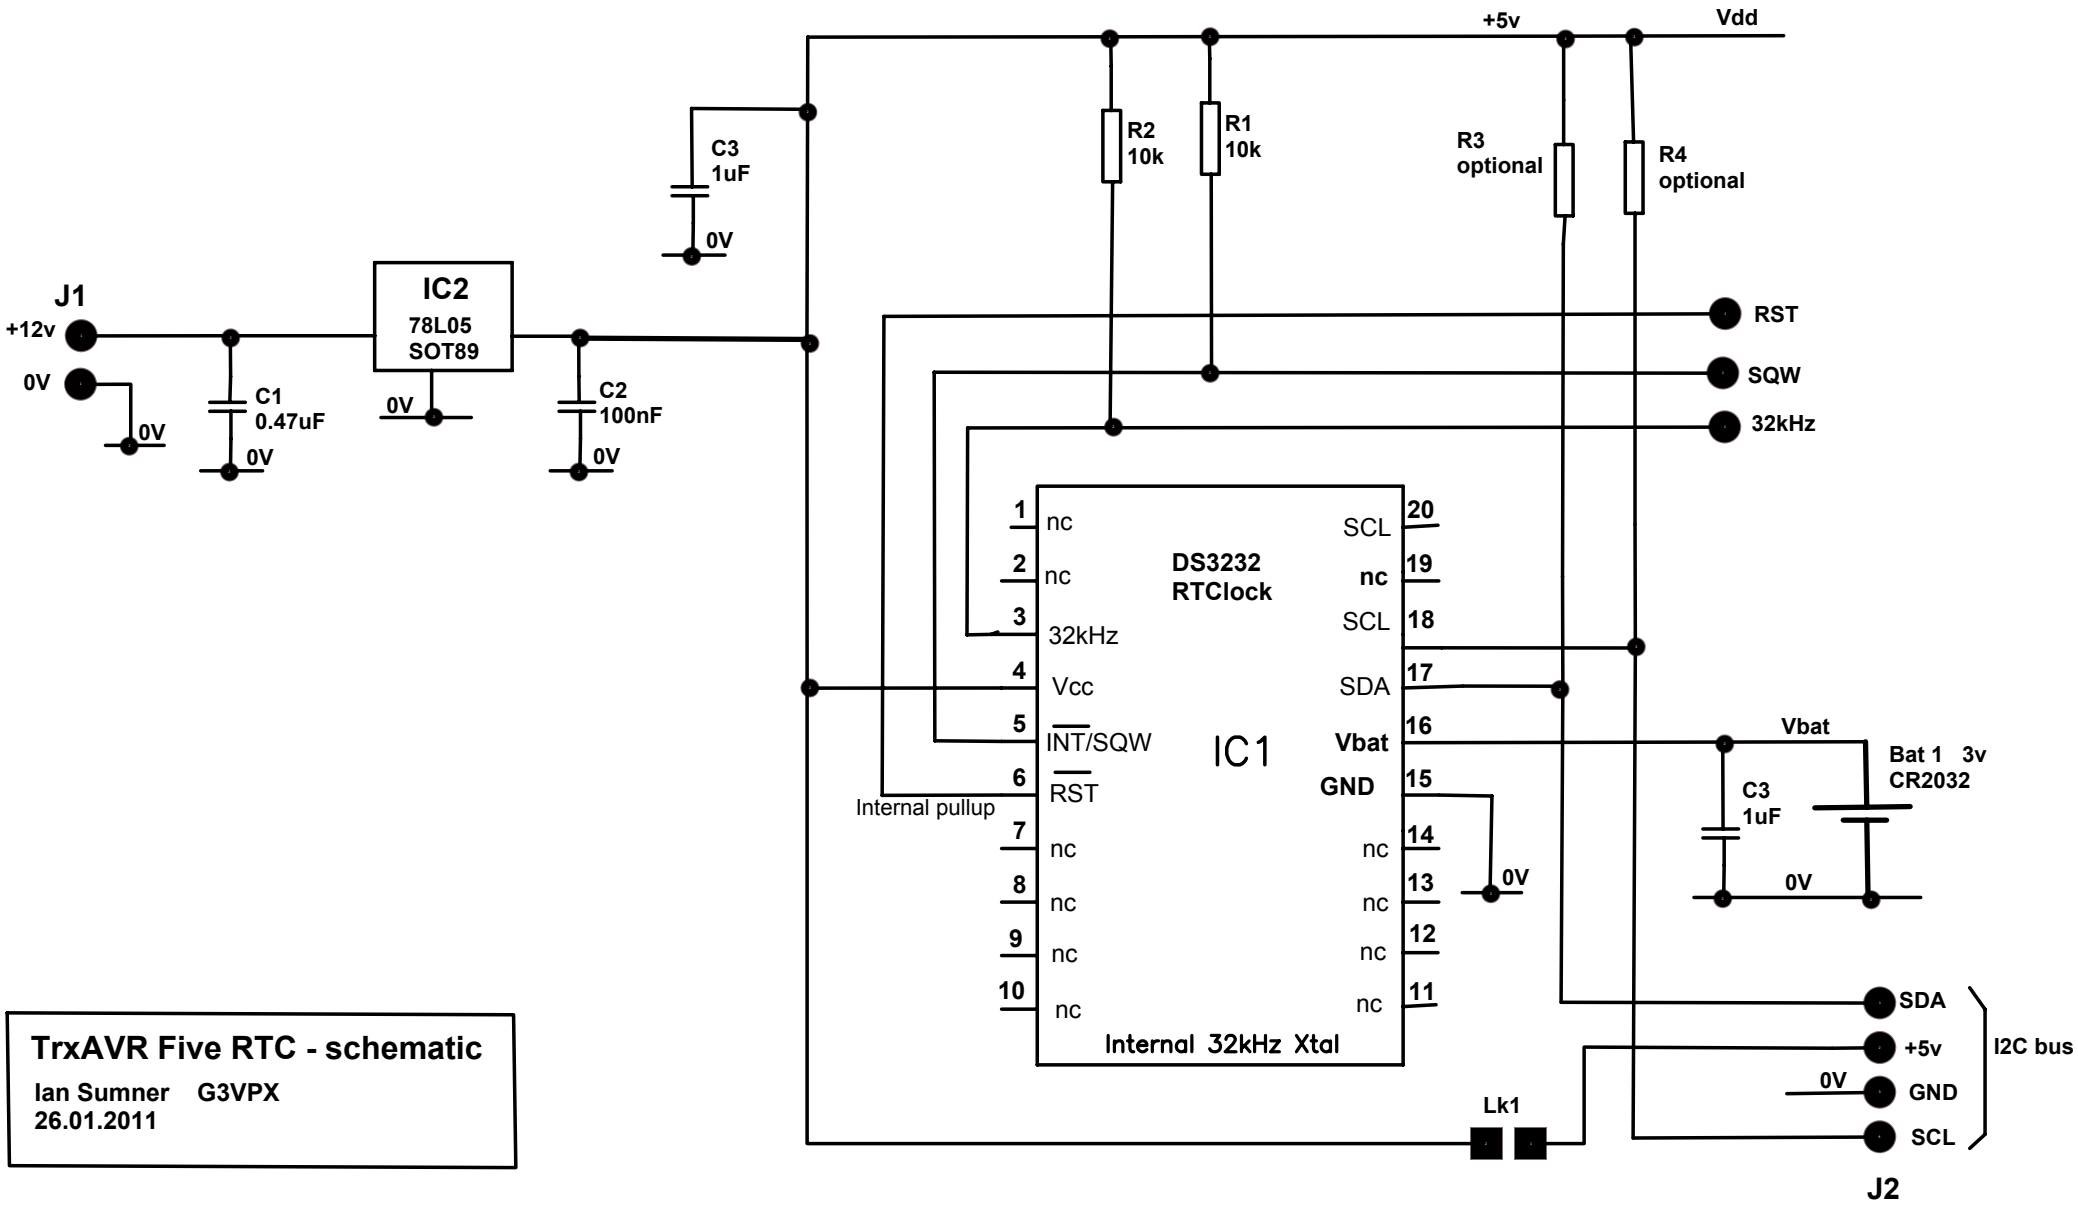 +5v
Vdd
C3
1uF
0V
R2
10k
R1
10k
R3
optional
R4
optional
J1
+12v
0V
0V
C1
0.47uF
0V
IC2
78L05
SOT89
0V
C2
100nF
0V
RST
SQW
32kHz
DS3232
RTClock
IC1
Internal 32kHz Xtal
1 nc
2 nc
3 32kHz
4 Vcc
5 INT/SQW
6 RST
Internal pullup
7 nc
8 nc
9 nc
10 nc
SCL 20
nc 19
SCL 18
SDA 17
Vbat 16
GND 15
nc 14
nc 13
nc 12
nc 11
0V
Vbat
Bat 1 3v
CR2032
C3
1uF
0V
SDA
+5v
0V
GND
SCL
I2C bus
J2
Lk1
TrxAVR Five RTC - schematic
Ian Sumner G3VPX
26.01.2011